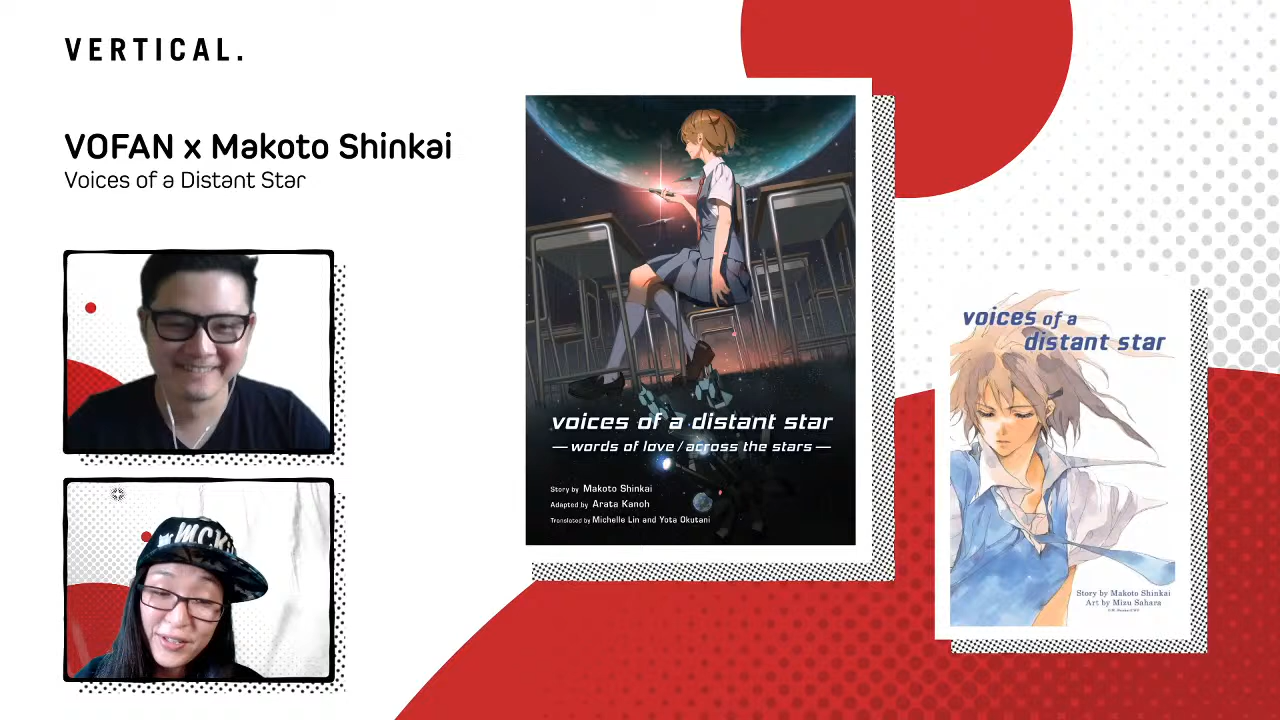 VERTICAL.
VOFAN x Makoto Shinkai
Voices of a Distant Star
voices of a distant star
— words of love / across the stars —
Story by Makoto Shinkai
Adapted by Arata Kanoh
Translated by Michelle Lin and Yota Okutani
voices of a
distant star
Story by Makoto Shinkai
Art by Mizu Sahara